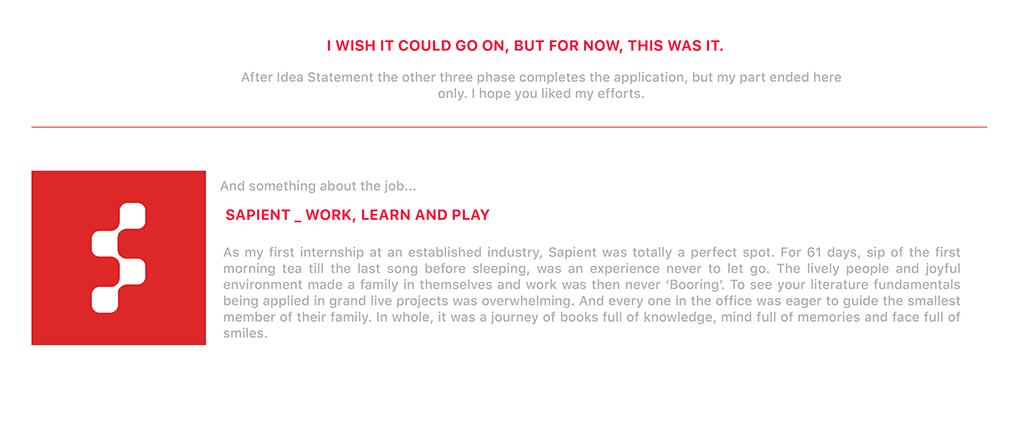 I WISH IT COULD GO ON, BUT FOR NOW, THIS WAS IT.
After Idea Statement the other three phase completes the application, but my part ended here
only. I hope you liked my efforts.
And something about the job...
SAPIENT _ WORK, LEARN AND PLAY
As my first internship at an established industry, Sapient was totally a perfect spot. For 61 days, sip of the first
morning tea till the last song before sleeping, was an experience never to let go. The lively people and joyful
environment made a family in themselves and work was then never ‘Booring’. To see your literature fundamentals
being applied in grand live projects was overwhelming. And every one in the office was eager to guide the smallest
member of their family. In whole, it was a journey of books full of knowledge, mind full of memories and face full of
smiles.